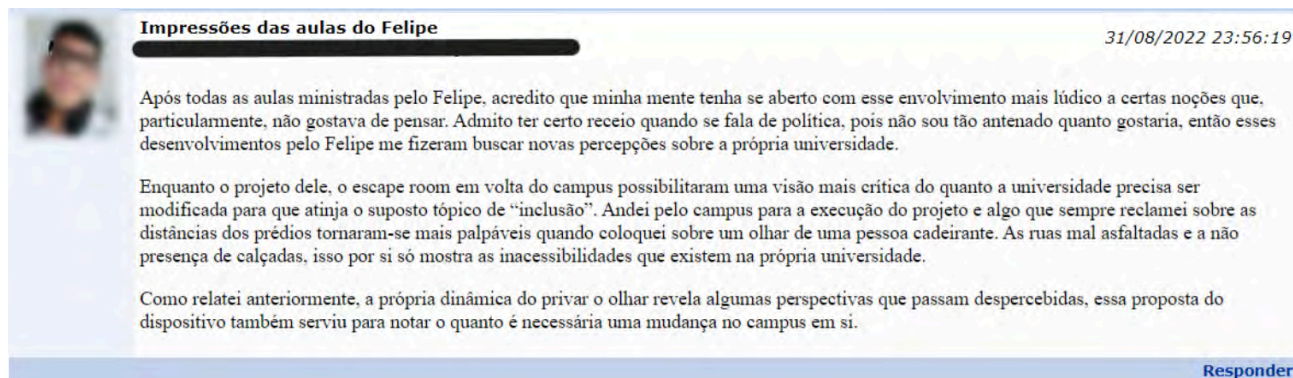 Impressões das aulas do Felipe
31/08/2022 23:56:19
Após todas as aulas ministradas pelo Felipe, acredito que minha mente tenha se aberto com esse envolvimento mais lúdico a certas noções que,
particularmente, não gostava de pensar. Admito ter certo receio quando se fala de política, pois não sou tão antenado quanto gostaria, então esses
desenvolvimentos pelo Felipe me fizeram buscar novas percepções sobre a própria universidade.
Enquanto o projeto dele, o escape room em volta do campus possibilitaram uma visão mais crítica do quanto a universidade precisa ser
modificada para que atinja o suposto tópico de “inclusão”. Andei pelo campus para a execução do projeto e algo que sempre reclamei sobre as
distâncias dos prédios tornaram-se mais palpáveis quando coloquei sobre um olhar de uma pessoa cadeirante. As ruas mal asfaltadas e a não
presença de calçadas, isso por si só mostra as inacessibilidades que existem na própria universidade.
Como relatei anteriormente, a própria dinâmica do privar o olhar revela algumas perspectivas que passam despercebidas, essa proposta do
dispositivo também serviu para notar o quanto é necessária uma mudança no campus em si.
Responder